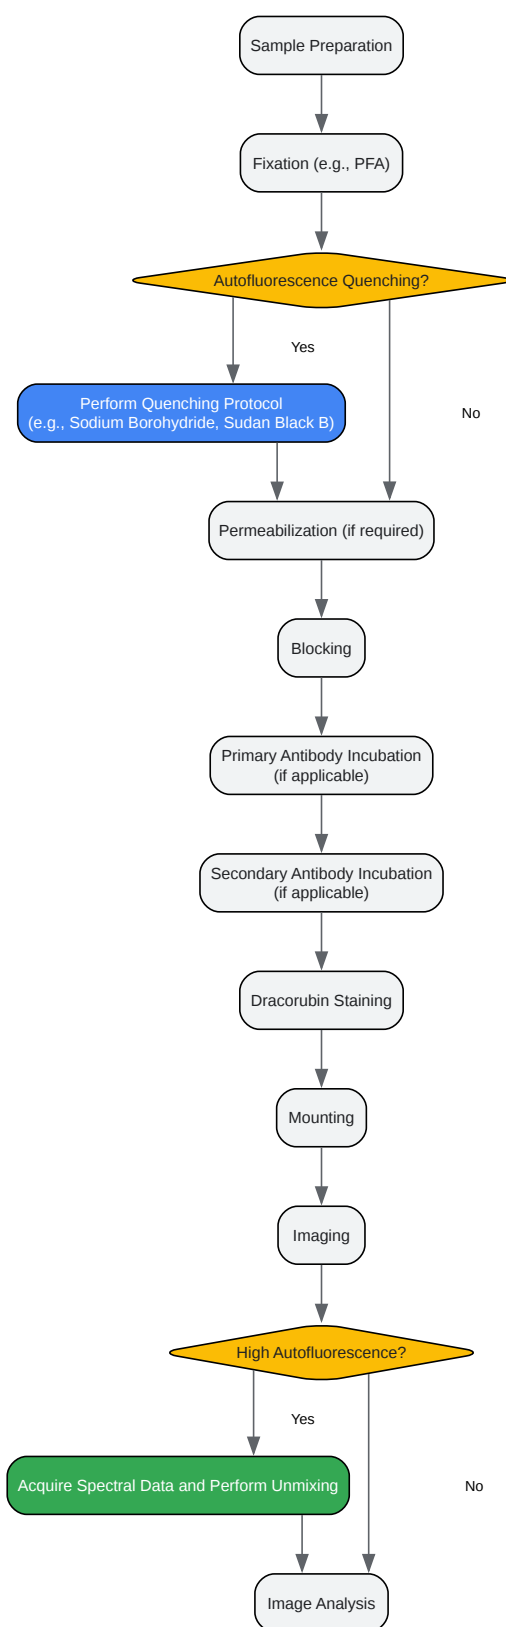 Sample Preparation
Fixation (e.g., PFA)
Autofluorescence Quenching?
Yes
Perform Quenching Protocol
(e.g., Sodium Borohydride, Sudan Black B)
No
Permeabilization (if required)
Blocking
Primary Antibody Incubation
(if applicable)
Secondary Antibody Incubation
(if applicable)
Dracorubin Staining
Mounting
Imaging
High Autofluorescence?
Yes
Acquire Spectral Data and Perform Unmixing
No
Image Analysis